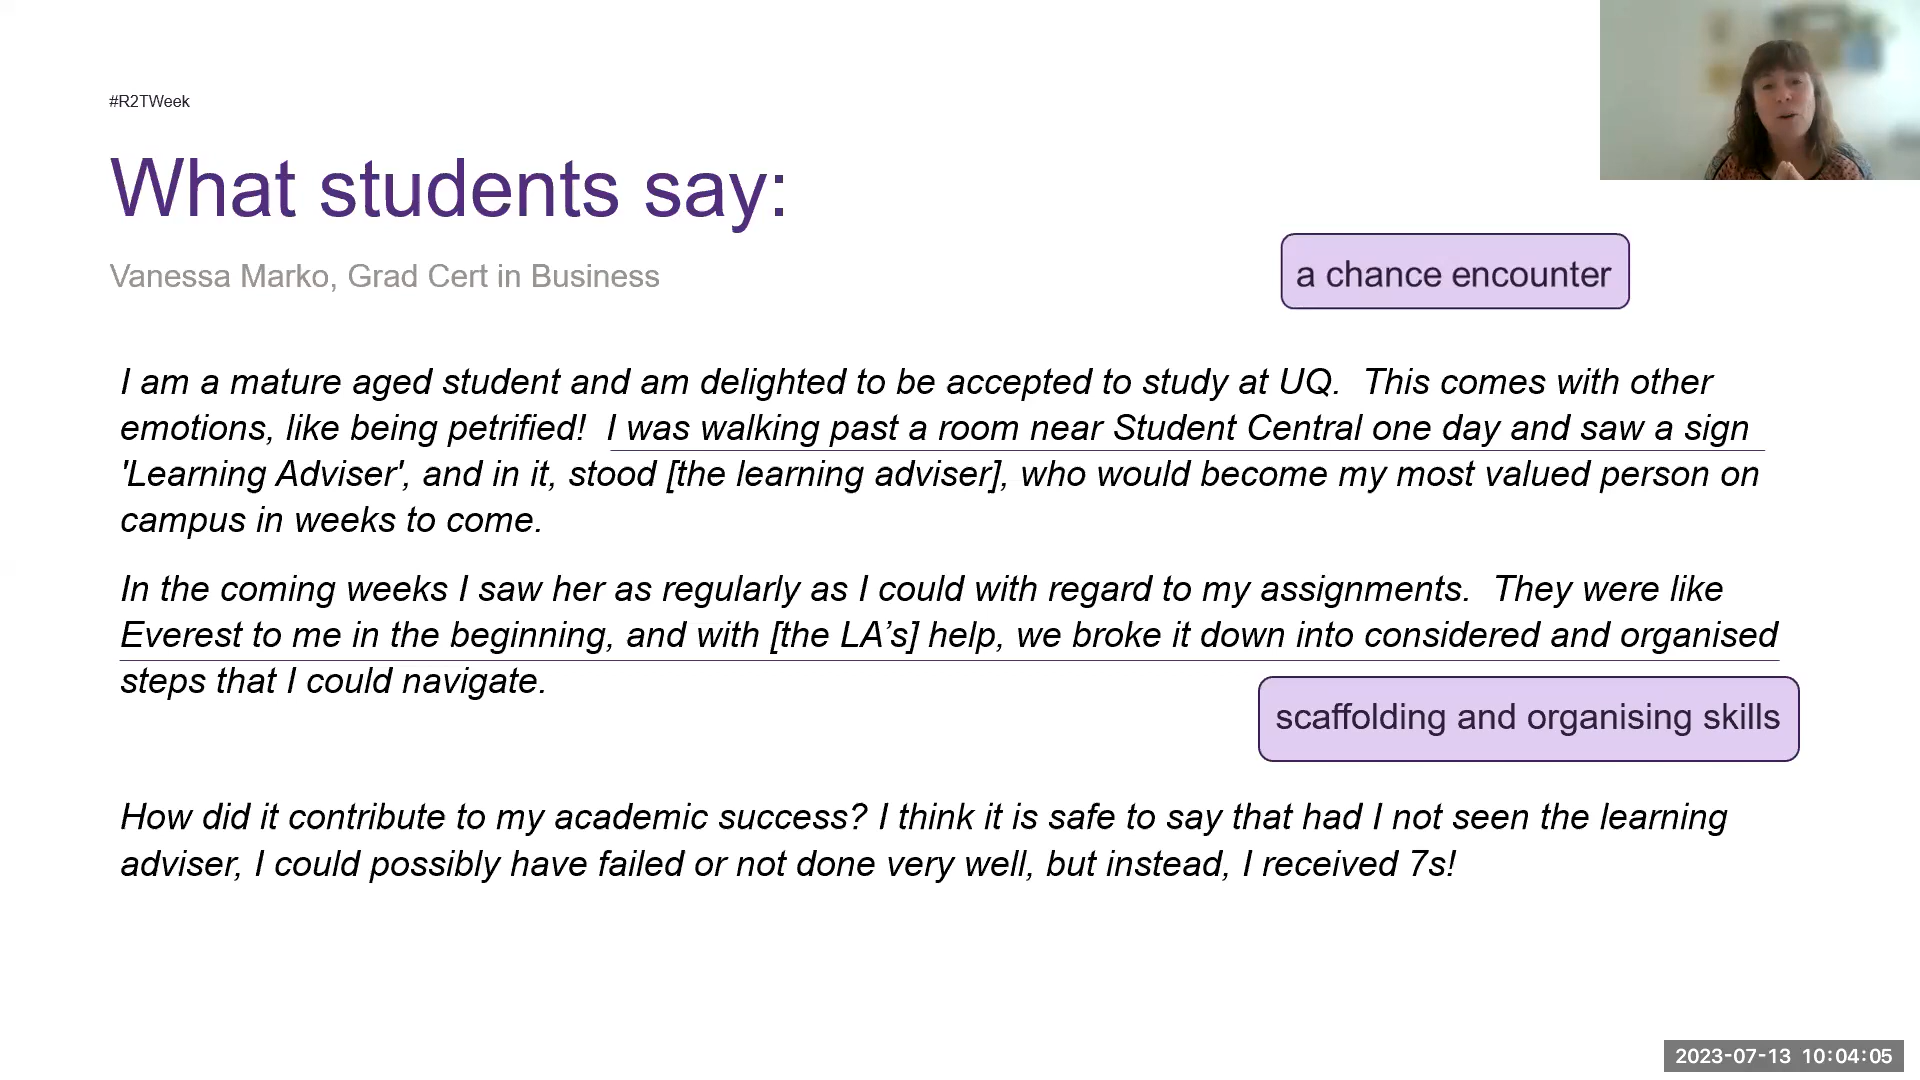 #R2TWeek
What students say:
Vanessa Marko, Grad Cert in Business
a chance encounter
I am a mature aged student and am delighted to be accepted to study at UQ.  This comes with other
emotions, like being petrified!  I was walking past a room near Student Central one day and saw a sign
'Learning Adviser', and in it, stood [the learning adviser], who would become my most valued person on
campus in weeks to come.
In the coming weeks I saw her as regularly as I could with regard to my assignments.  They were like
Everest to me in the beginning, and with [the LA’s] help, we broke it down into considered and organised
steps that I could navigate.
scaffolding and organising skills
How did it contribute to my academic success? I think it is safe to say that had I not seen the learning
adviser, I could possibly have failed or not done very well, but instead, I received 7s!
2023-07-13 10:04:05